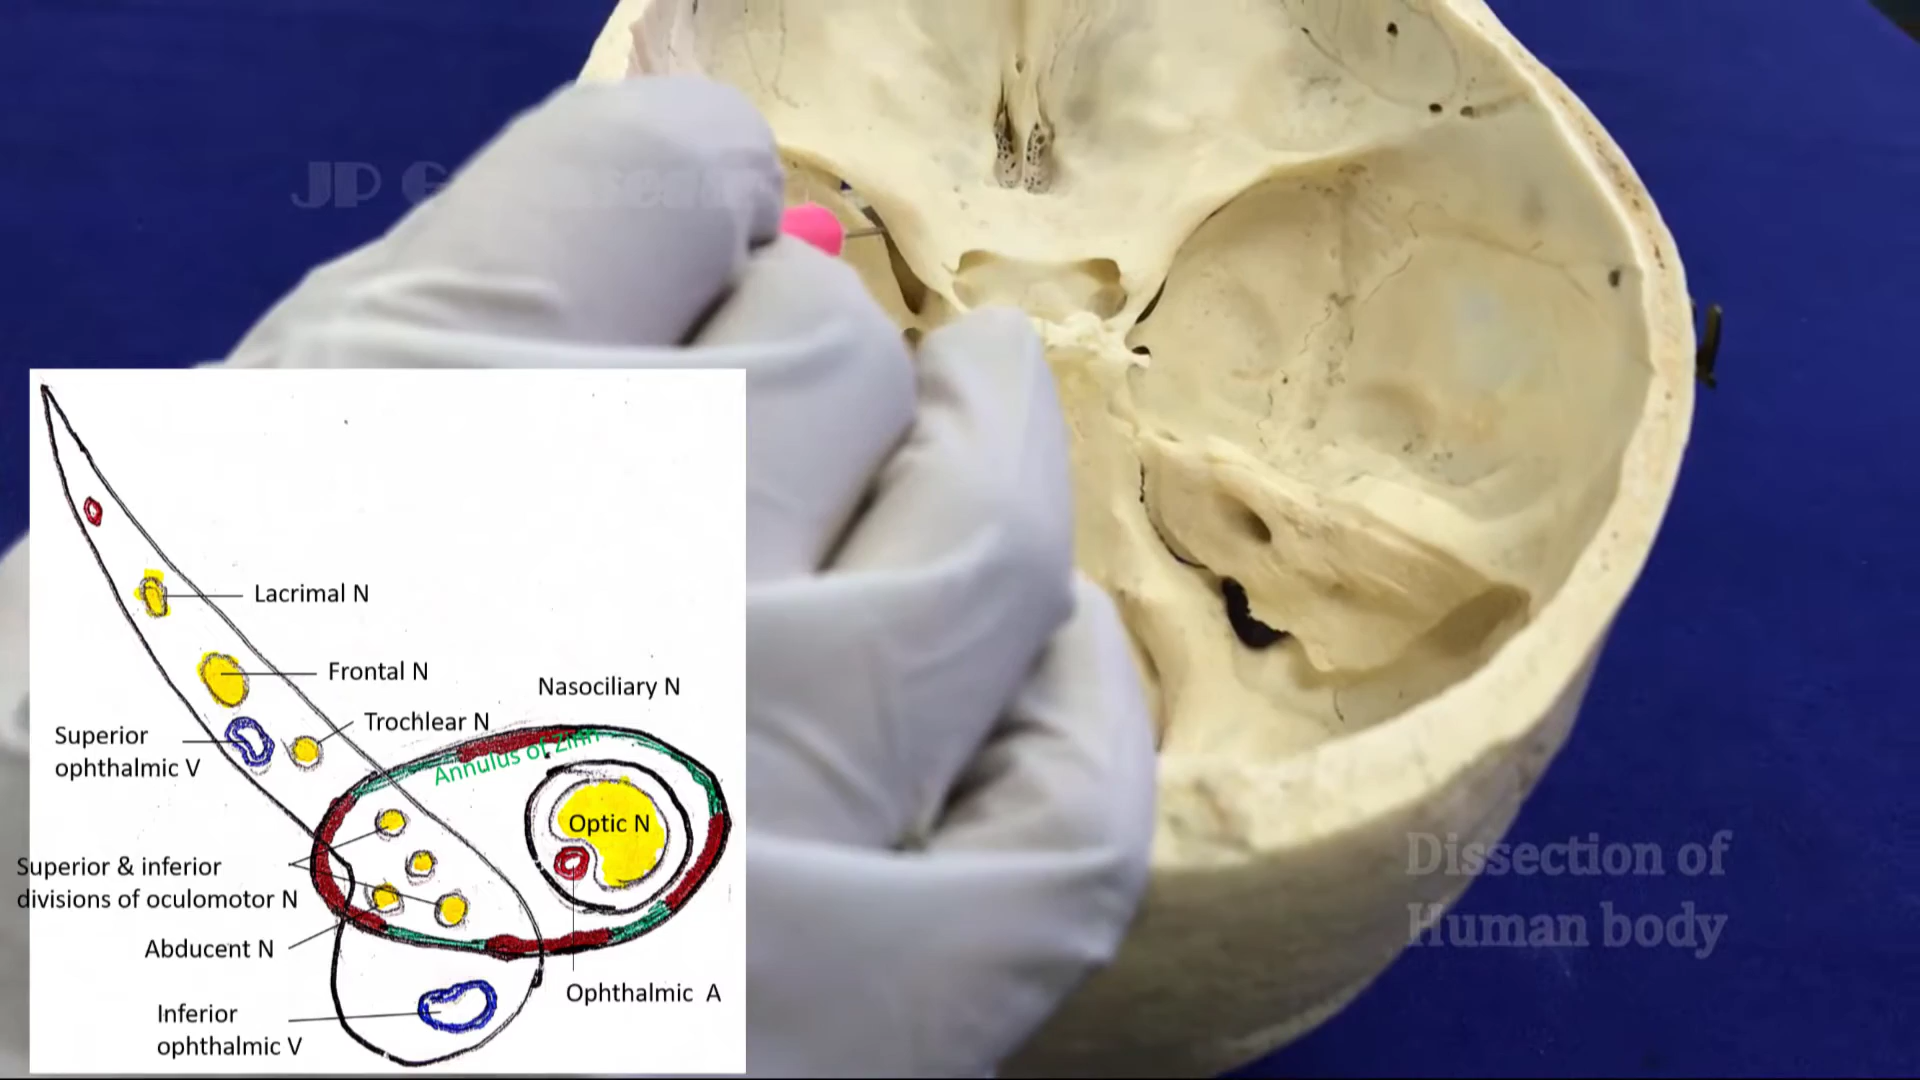 JP G
Lacrimal N
Frontal N
Nasociliary N
Trochlear N
Superior
ophthalmic V
Annulus of Zinn
Optic N
Superior & inferior
divisions of oculomotor N
Abducent N
Ophthalmic A
Inferior
ophthalmic V
Dissection of
Human body